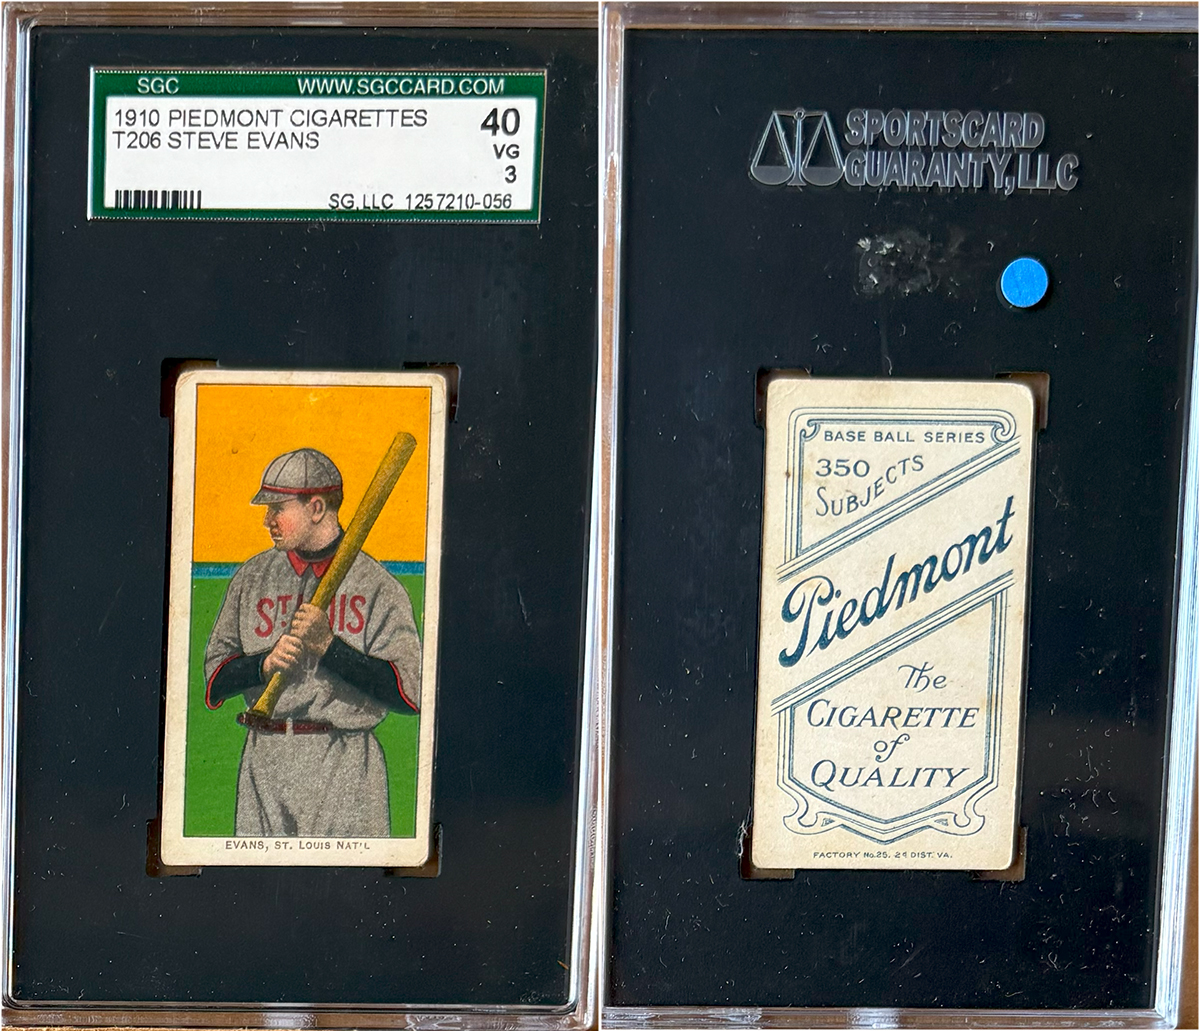 SGC WWW.SGCCARD.COM
1910 PIEDMONT CIGARETTES 40
T206 STEVE EVANS VG
3
SG,LLC 1257210-056
ST. UIS
EVANS, ST. LOUIS NAT'L
SPORTSCARD
GUARANTY, LLC
BASE BALL SERIES
350 SUBJECTS
Piedmont
The
CIGARETTE
of
QUALITY
FACTORY No. 25, 2d DIST. VA.